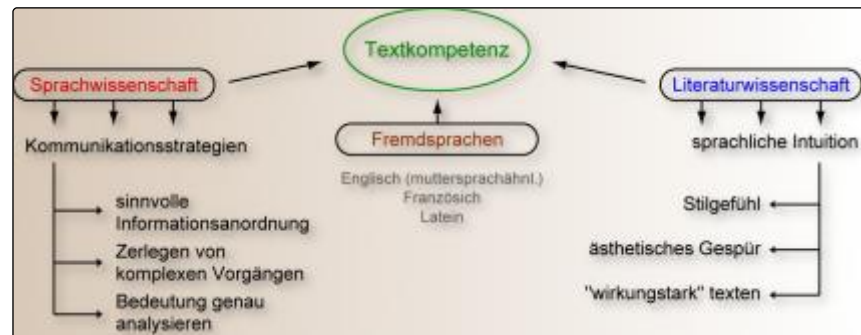 Textkompetenz
Sprachwissenschaft
Literaturwissenschaft
Fremdsprachen
Kommunikationsstrategien
sprachliche Intuition
Englisch (muttersprachähnl.)
Französich
Latein
sinnvolle
Informationsanordnung
Zerlegen von
komplexen Vorgängen
Bedeutung genau
analysieren
Stilgefühl
ästhetisches Gespür
"wirkungstark" texten